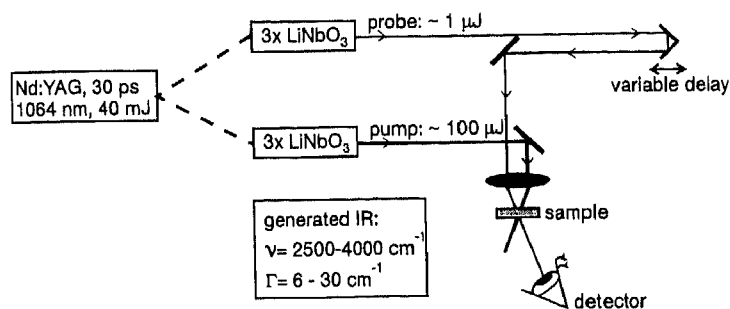 3x LiNbO₃
probe: ~ 1 µJ
variable delay
Nd:YAG, 30 ps
1064 nm, 40 mJ
3x LiNbO₃
pump: ~ 100 µJ
sample
generated IR:
ν= 2500-4000 cm⁻¹
Γ= 6 - 30 cm⁻¹
detector